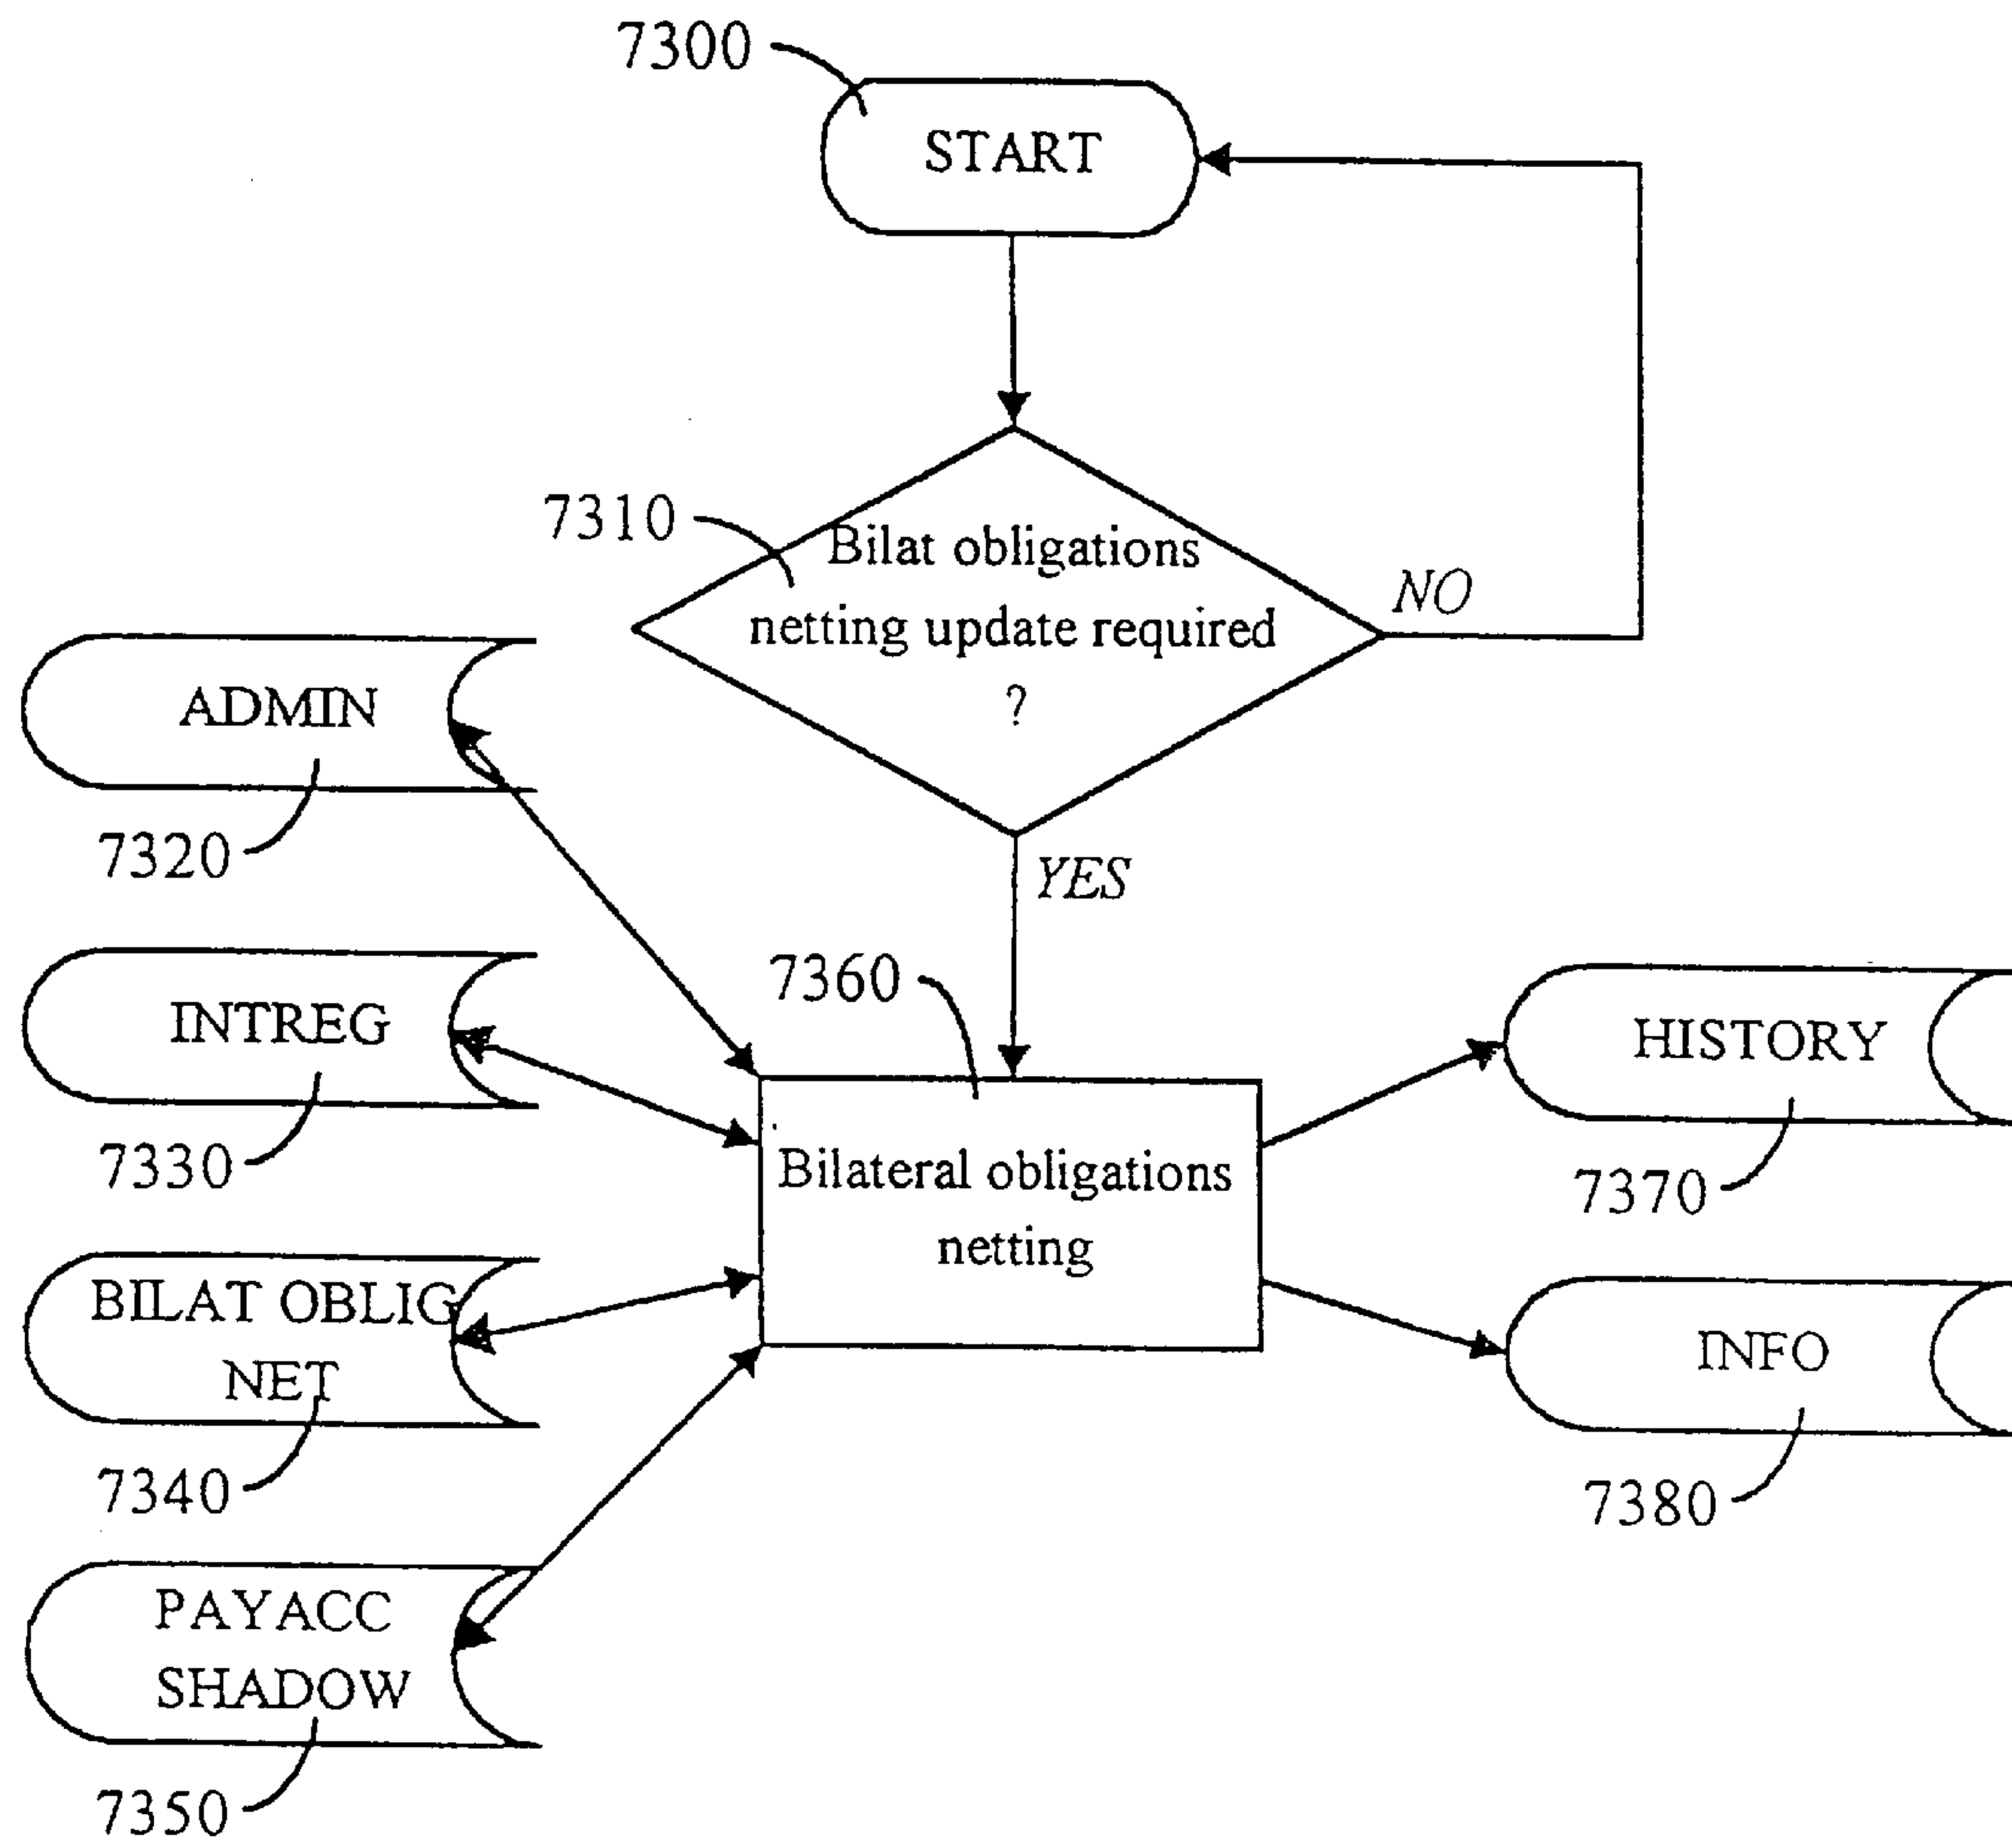 7300
START
7310
Bilat obligations
netting update required
?
NO
YES
ADMIN
7320
INTREG
7330
BILAT OBLIG
NET
7340
PAYACC
SHADOW
7350
7360
Bilateral obligations
netting
HISTORY
7370
INFO
7380